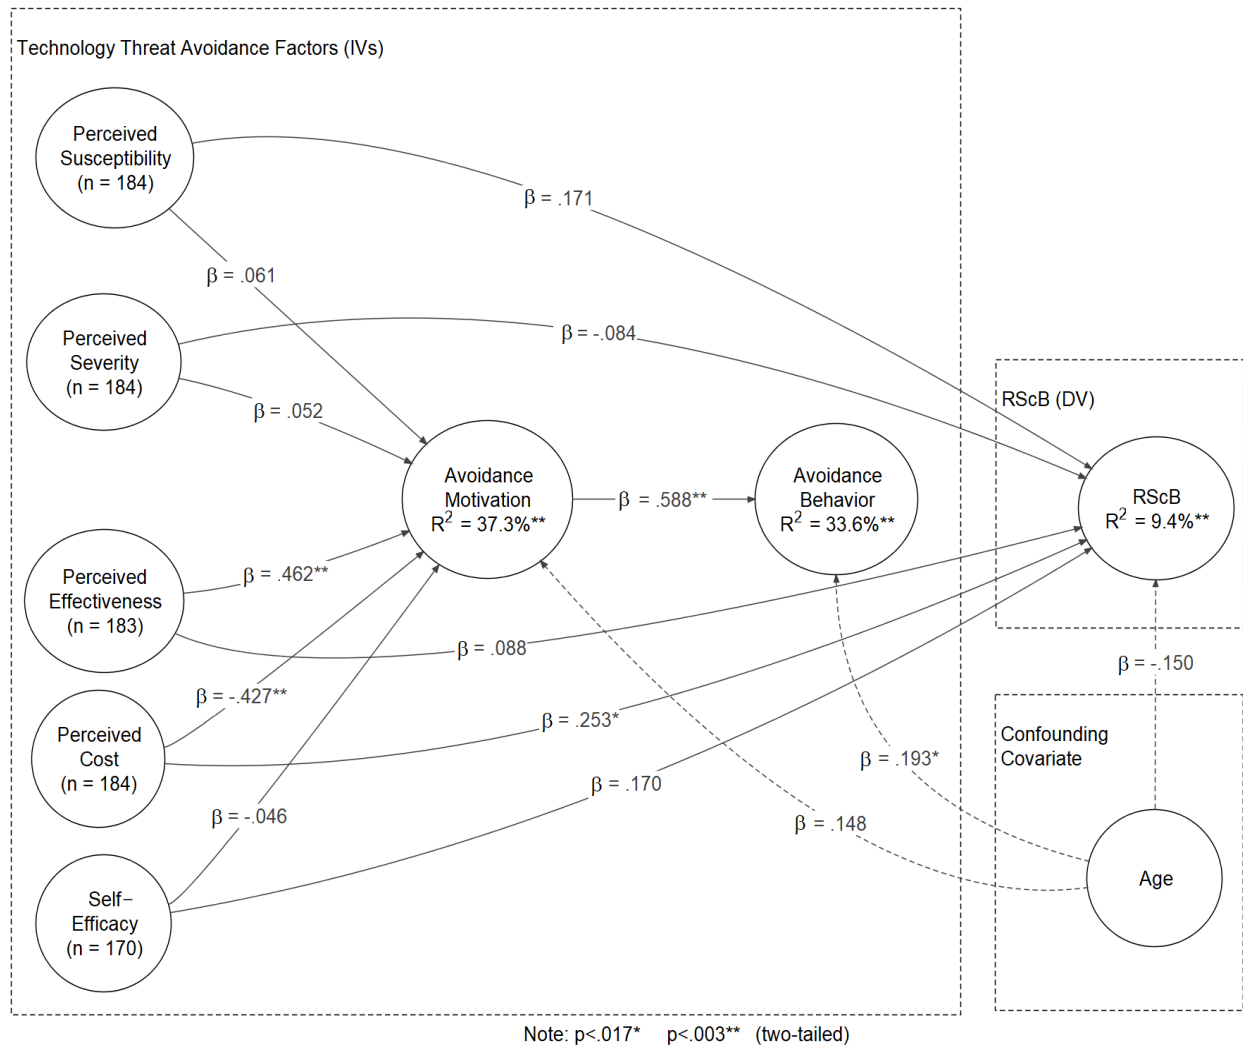 Technology Threat Avoidance Factors (IVs)
Perceived
Susceptibility
(n = 184)
β = .171
β = .061
Perceived
Severity
(n = 184)
β = -.084
β = .052
RScB (DV)
Avoidance
Motivation
R² = 37.3%**
β = .588**
Avoidance
Behavior
R² = 33.6%**
RScB
R² = 9.4%**
Perceived
Effectiveness
(n = 183)
β = .462**
β = .088
β = -.150
Perceived
Cost
(n = 184)
β = -.427**
β = .253*
Confounding
Covariate
β = .193*
β = .170
β = -.046
β = .148
Self−
Efficacy
(n = 170)
Age
Note: p<.017* p<.003** (two-tailed)